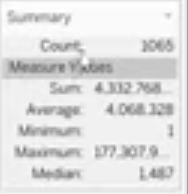 Summary
Count: 1065
Measure Values
Sum: 4,332,768...
Average: 4,068.328
Minimum: 1
Maximum: 177,307.9...
Median: 1,487